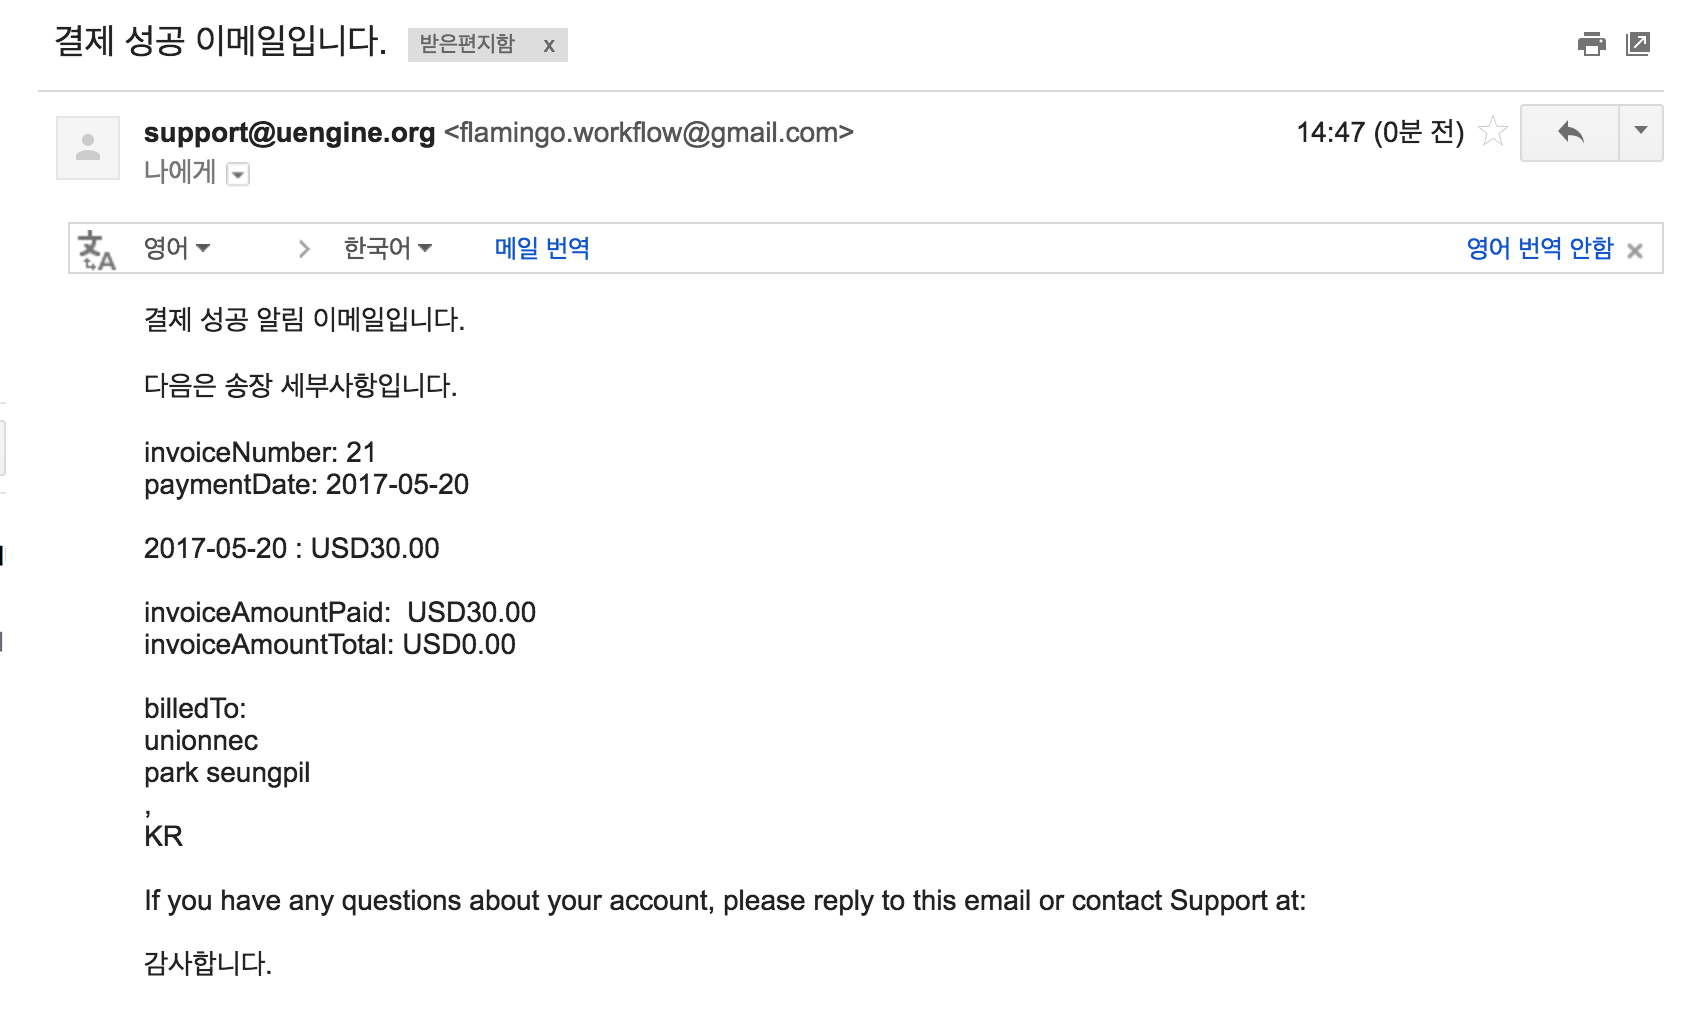 결제 성공 이메일입니다. 받은편지함 x
support@uengine.org <flamingo.workflow@gmail.com> 14:47 (0분 전)
나에게
영어 한국어 메일 번역 영어 번역 안함
결제 성공 알림 이메일입니다.
다음은 송장 세부사항입니다.
invoiceNumber: 21
paymentDate: 2017-05-20
2017-05-20 : USD30.00
invoiceAmountPaid:  USD30.00
invoiceAmountTotal: USD0.00
billedTo:
unionnec
park seungpil
,
KR
If you have any questions about your account, please reply to this email or contact Support at:
감사합니다.